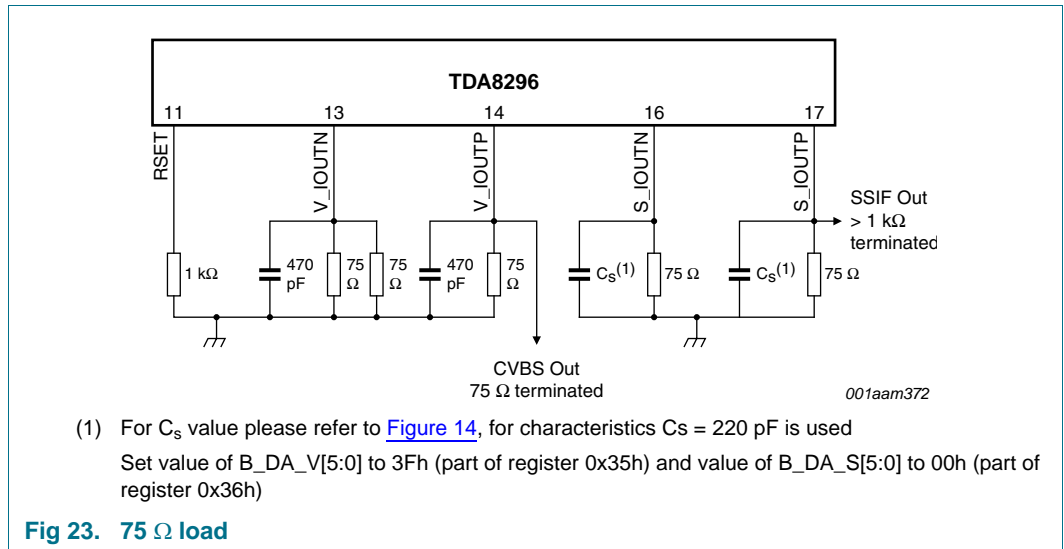 TDA8296
11 13 14 16 17
RSET
V_IOUTN
V_IOUTP
S_IOUTN
S_IOUTP
SSIF Out
> 1 kΩ
terminated
1 kΩ
470
pF
75
Ω
75
Ω
470
pF
75
Ω
Cs(1)
75 Ω
Cs(1)
75 Ω
CVBS Out
75 Ω terminated
001aam372
(1) For Cs value please refer to Figure 14, for characteristics Cs = 220 pF is used
Set value of B_DA_V[5:0] to 3Fh (part of register 0x35h) and value of B_DA_S[5:0] to 00h (part of
register 0x36h)
Fig 23. 75 Ω load